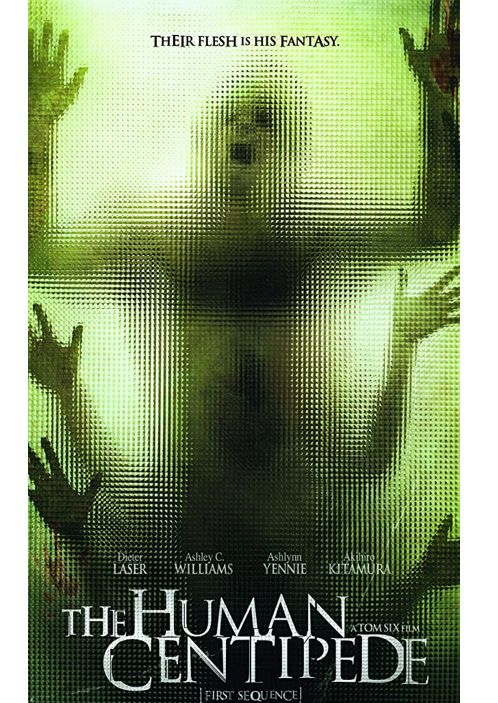 THEIR FLESH IS HIS FANTASY.
Dieter LASER
Ashley C. WILLIAMS
Ashlynn YENNIE
Akihiro KITAMURA
THE HUMAN
A TOM SIX FILM
CENTIPEDE
[FIRST SEQUENCE]